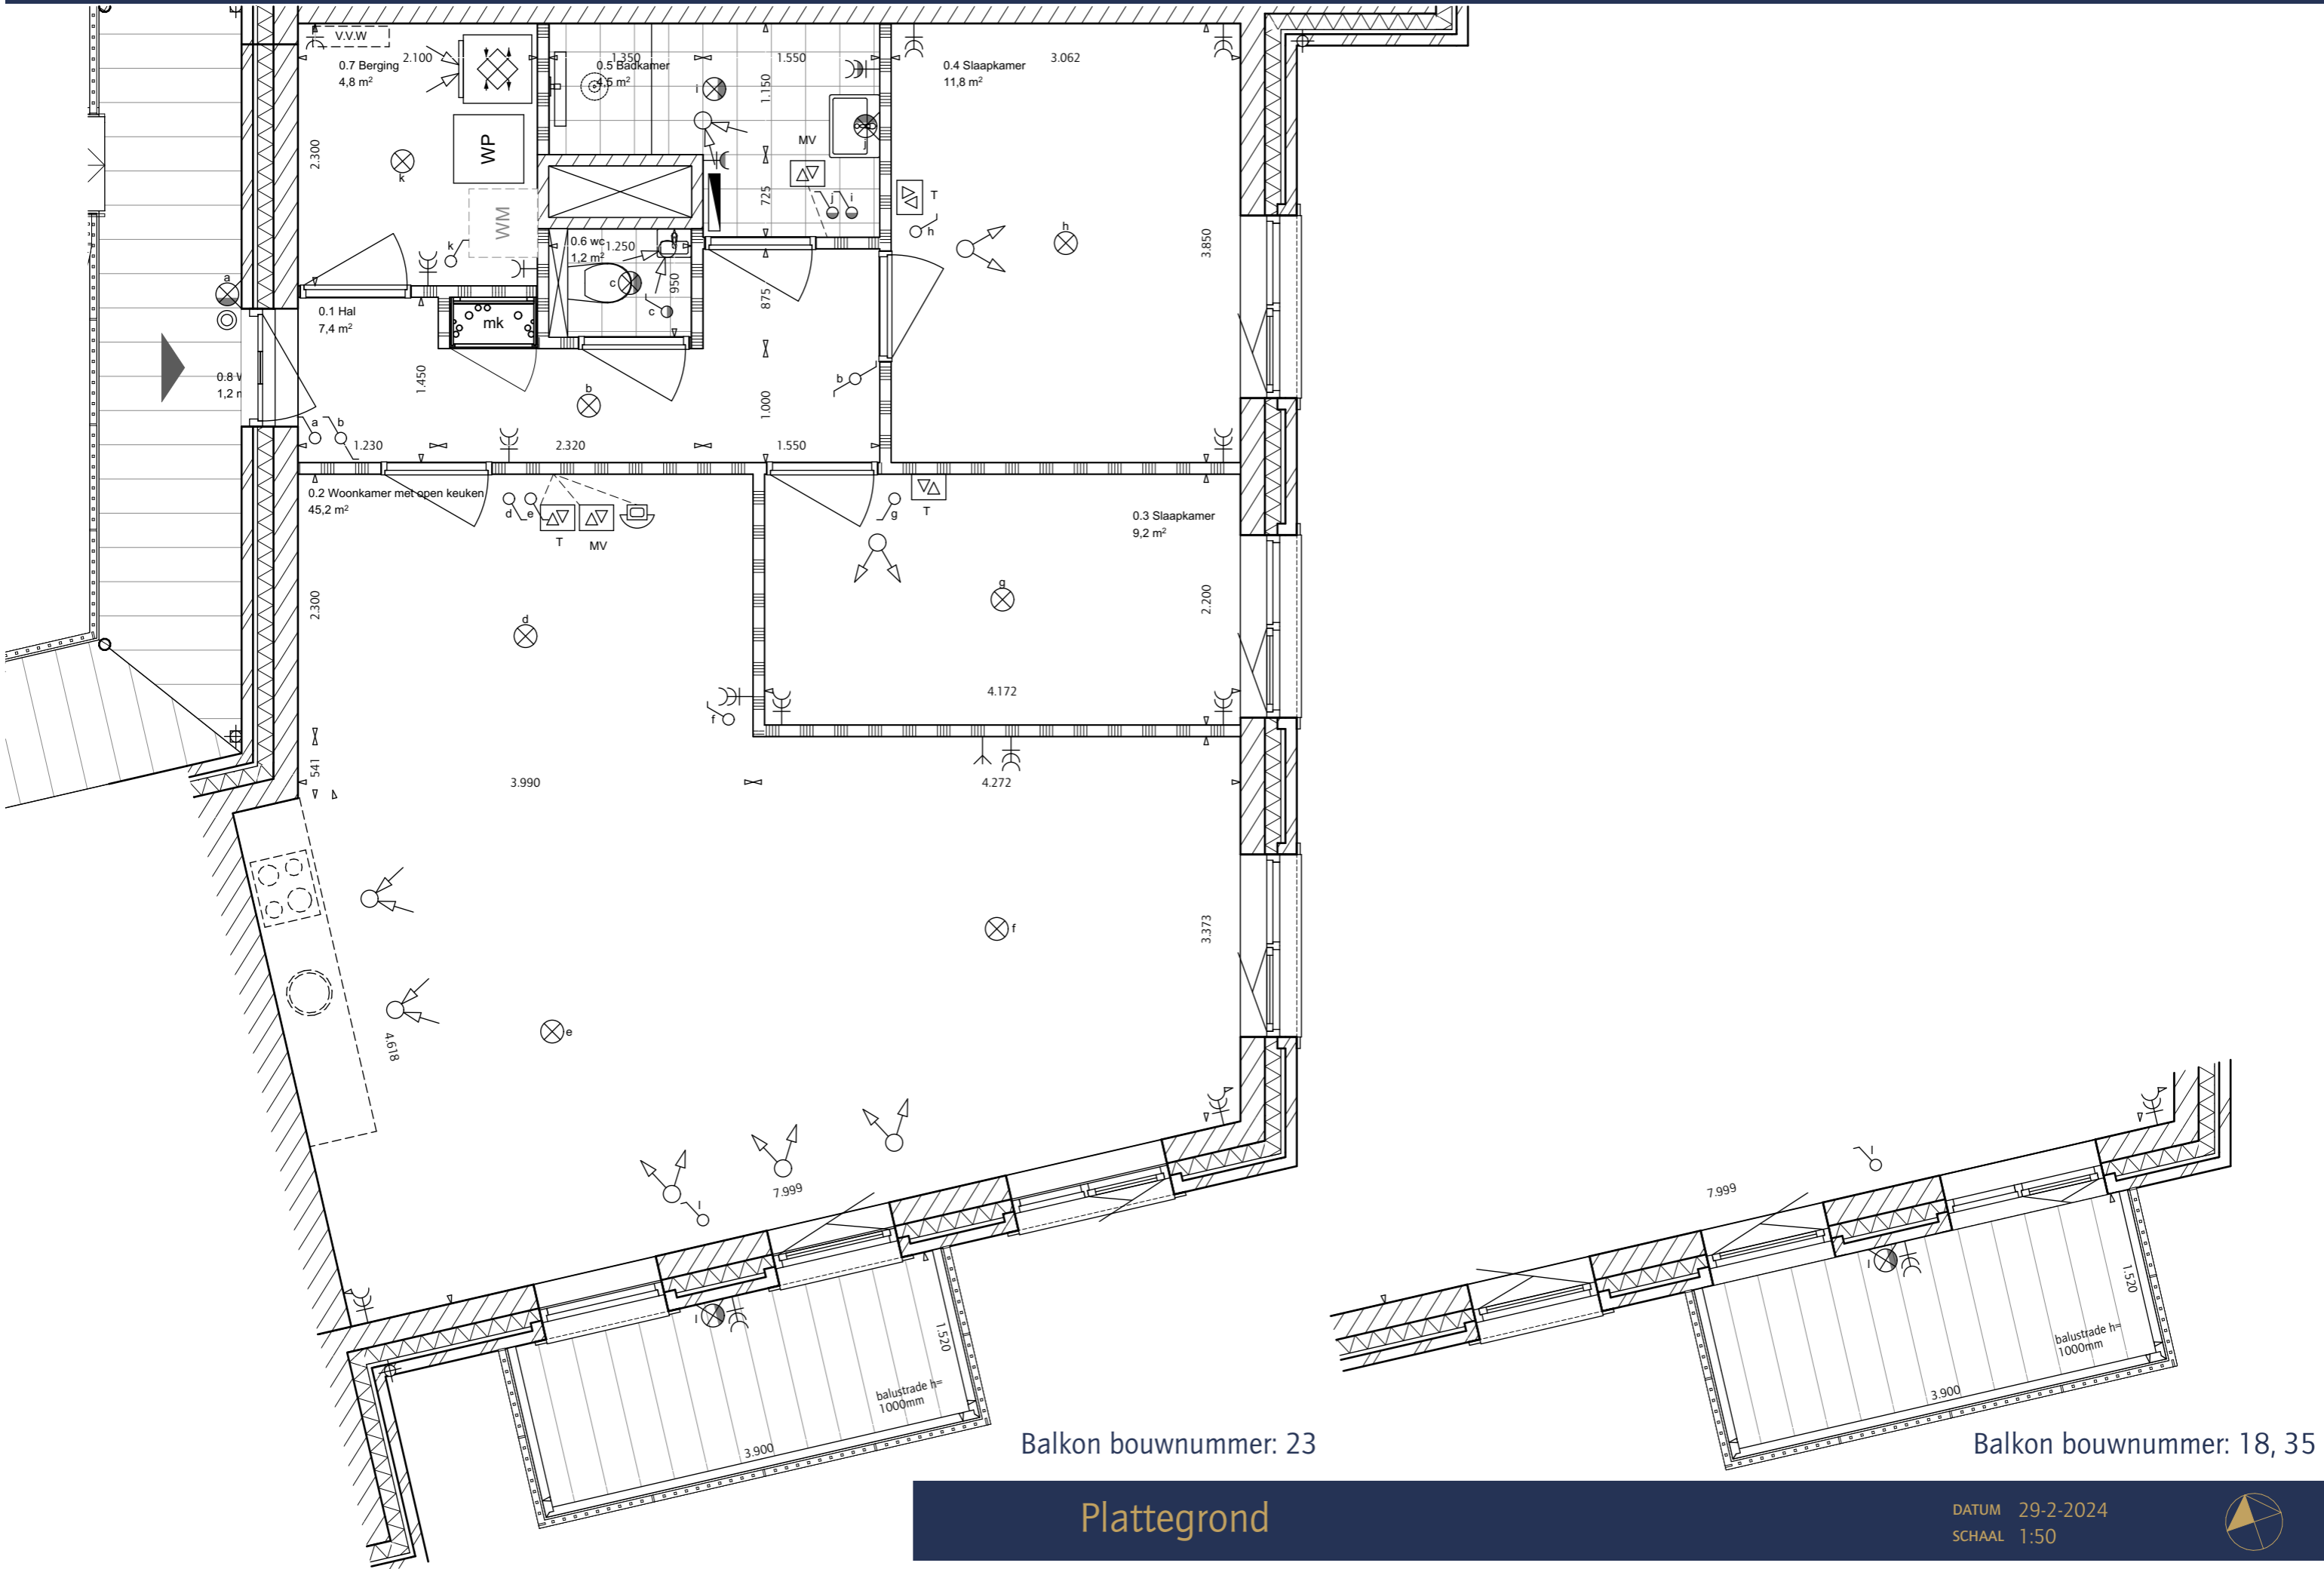 V.V.W
0.7 Berging
4,8 m²
2.100
2.300
WP
WM
k
k
1.350
0.5 Badkamer
4,5 m²
1.550
1.150
725
i
MV
j
j
i
0.4 Slaapkamer
11,8 m²
3.062
3.850
T
h
h
0.6 wc
1,2 m²
1.250
950
c
c
875
a
0.1 Hal
7,4 m²
mk
0.8
1,2
1.450
b
b
1.000
a
b
1.230
2.320
1.550
0.2 Woonkamer met open keuken
45,2 m²
d
e
T
MV
g
T
0.3 Slaapkamer
9,2 m²
2.300
d
g
2.200
4.172
f
541
3.990
4.272
f
3.373
e
4.618
l
7.999
l
1.520
balustrade h=
1000mm
3.900
Balkon bouwnummer: 23
l
7.999
l
1.520
balustrade h=
1000mm
3.900
Balkon bouwnummer: 18, 35
Plattegrond
DATUM 29-2-2024
SCHAAL 1:50